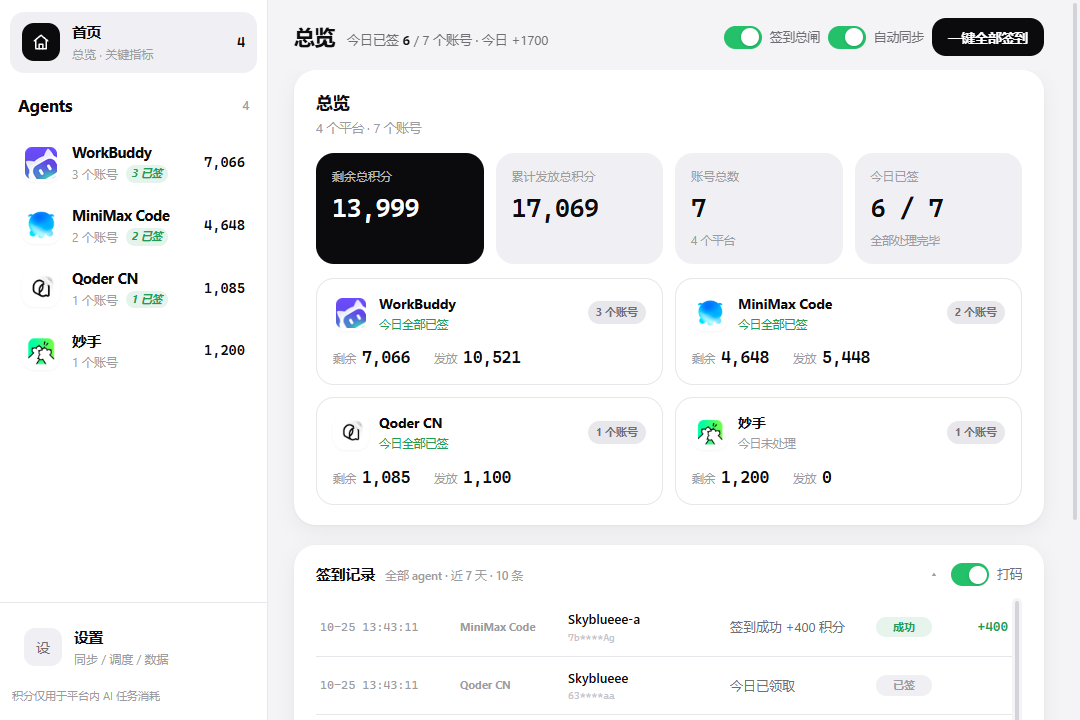 首页
总览 · 关键指标
4
Agents
4
WorkBuddy
3 个账号 3 已签
7,066
MiniMax Code
2 个账号 2 已签
4,648
Qoder CN
1 个账号 1 已签
1,085
妙手
1 个账号
1,200
设
设置
同步 / 调度 / 数据
积分仅用于平台内 AI 任务消耗
总览
今日已签 6 / 7 个账号 · 今日 +1700
签到总闸
自动同步
一键全部签到
总览
4 个平台 · 7 个账号
剩余总积分
13,999
累计发放总积分
17,069
账号总数
7
4 个平台
今日已签
6 / 7
全部处理完毕
WorkBuddy
今日全部已签
3 个账号
剩余 7,066 发放 10,521
MiniMax Code
今日全部已签
2 个账号
剩余 4,648 发放 5,448
Qoder CN
今日全部已签
1 个账号
剩余 1,085 发放 1,100
妙手
今日未处理
1 个账号
剩余 1,200 发放 0
签到记录 全部 agent · 近 7 天 · 10 条
打码
10-25 13:43:11 MiniMax Code Skyblueee-a 签到成功 +400 积分 成功 +400
7b****Ag
10-25 13:43:11 Qoder CN Skyblueee 今日已领取 已签
63****aa